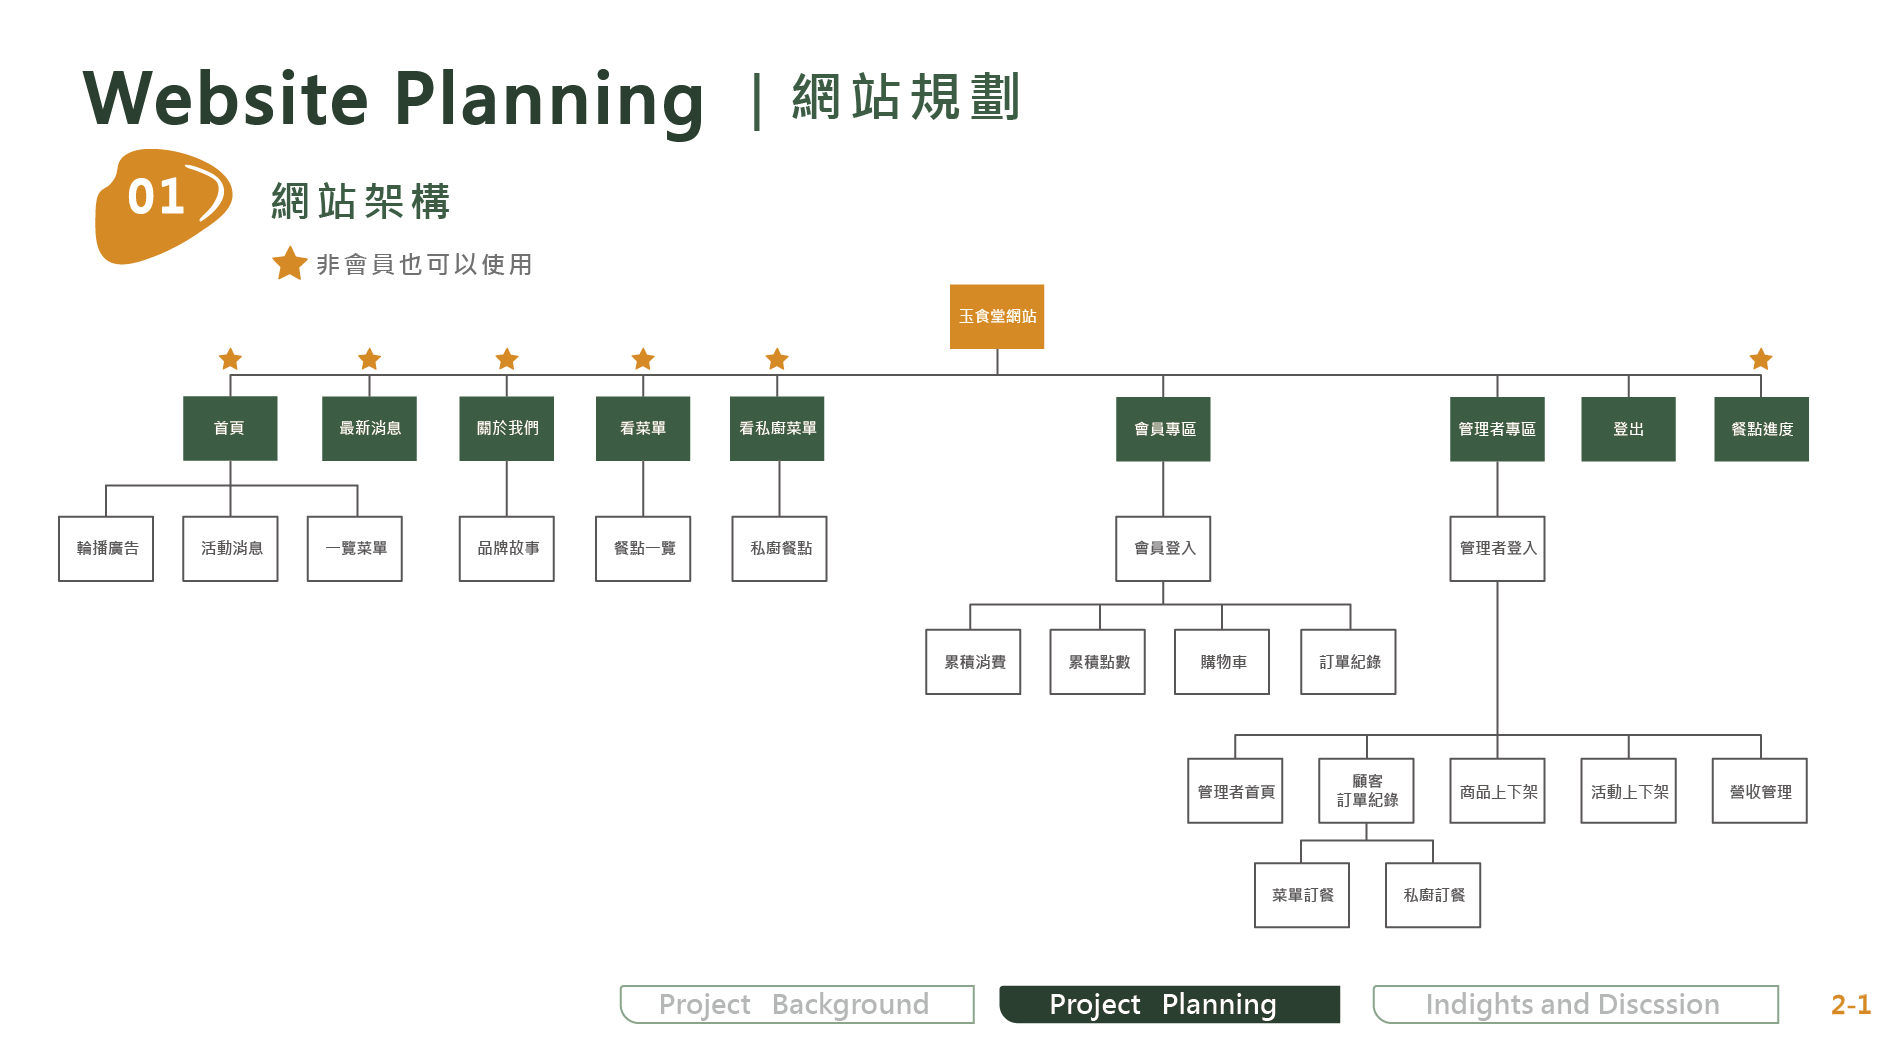 Website Planning | 網站規劃
01
網站架構
非會員也可以使用
玉食堂網站
首頁
最新消息
關於我們
看菜單
看私廚菜單
會員專區
管理者專區
登出
餐點進度
輪播廣告
活動消息
一覽菜單
品牌故事
餐點一覽
私廚餐點
會員登入
管理者登入
累積消費
累積點數
購物車
訂單紀錄
管理者首頁
顧客
訂單紀錄
商品上下架
活動上下架
營收管理
菜單訂餐
私廚訂餐
Project Background
Project Planning
Indights and Discssion
2-1